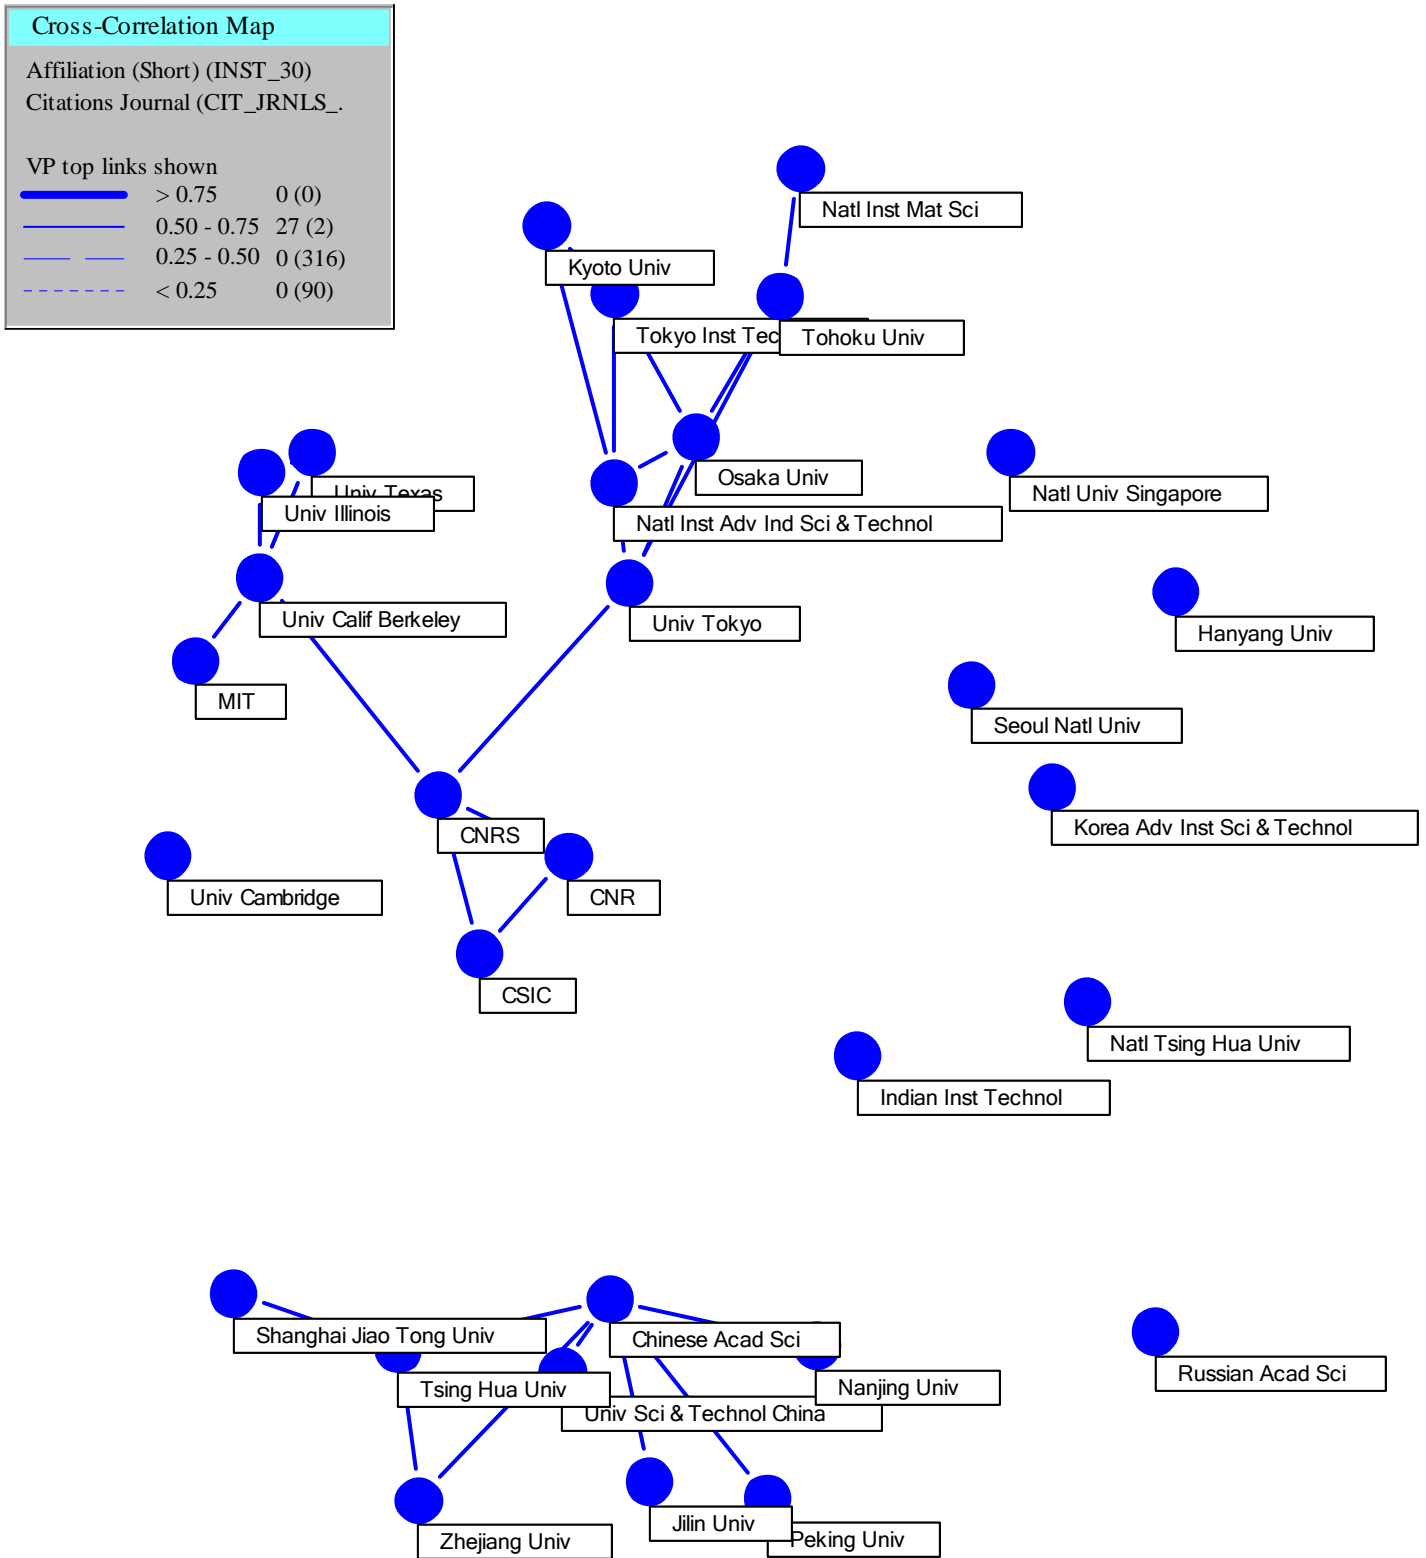 Cross-Correlation Map
Affiliation (Short) (INST_30)
Citations Journal (CIT_JRNLS_.
VP top links shown
> 0.75 0 (0)
0.50 - 0.75 27 (2)
0.25 - 0.50 0 (316)
< 0.25 0 (90)
Natl Inst Mat Sci
Kyoto Univ
Tokyo Inst Tec
Tohoku Univ
Osaka Univ
Univ Texas
Natl Univ Singapore
Univ Illinois
Natl Inst Adv Ind Sci & Technol
Univ Calif Berkeley
Univ Tokyo
Hanyang Univ
MIT
Seoul Natl Univ
CNRS
Korea Adv Inst Sci & Technol
Univ Cambridge
CNR
CSIC
Natl Tsing Hua Univ
Indian Inst Technol
Shanghai Jiao Tong Univ
Chinese Acad Sci
Russian Acad Sci
Tsing Hua Univ
Nanjing Univ
Univ Sci & Technol China
Jilin Univ
Zhejiang Univ
Peking Univ